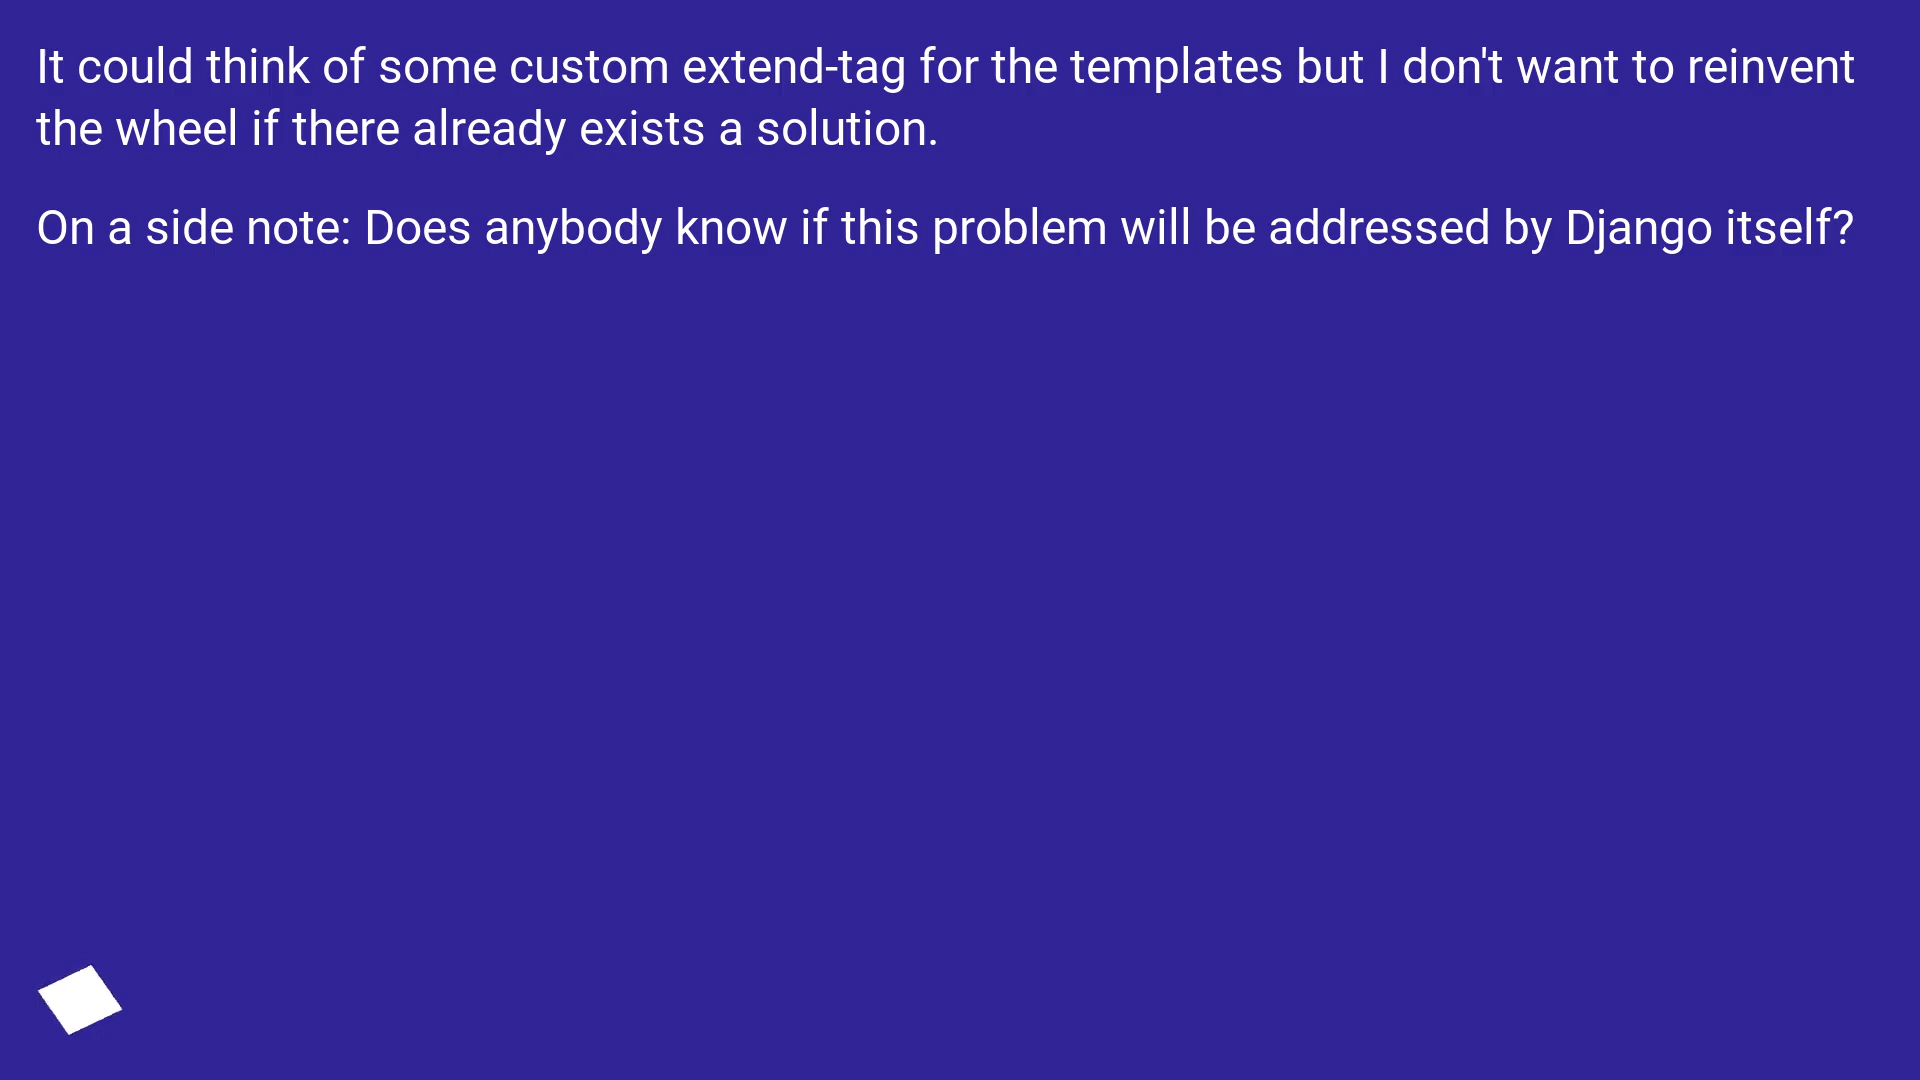 It could think of some custom extend-tag for the templates but I don't want to reinvent
the wheel if there already exists a solution.
On a side note: Does anybody know if this problem will be addressed by Django itself?